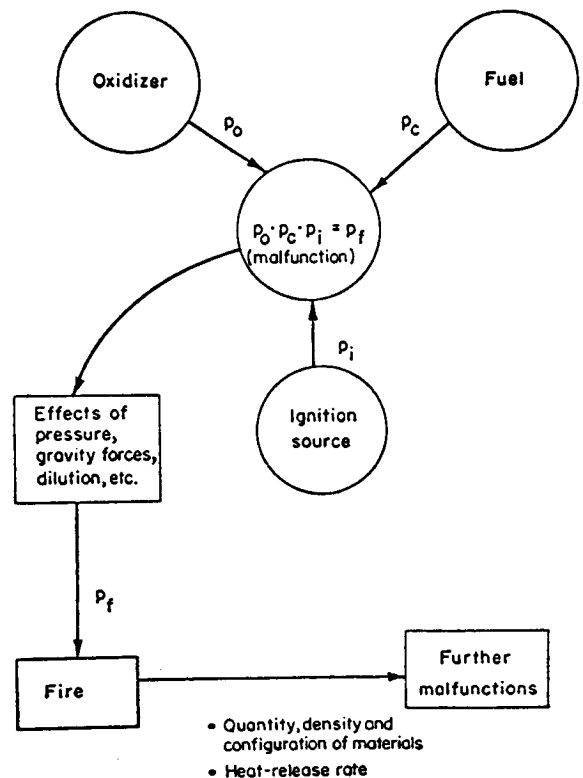 Oxidizer
Fuel
p_o
p_c
p_o · p_c · p_i = p_f
(malfunction)
p_i
Ignition
source
Effects of
pressure,
gravity forces,
dilution, etc.
p_f
Fire
Further
malfunctions
• Quantity, density and
configuration of materials
• Heat-release rate